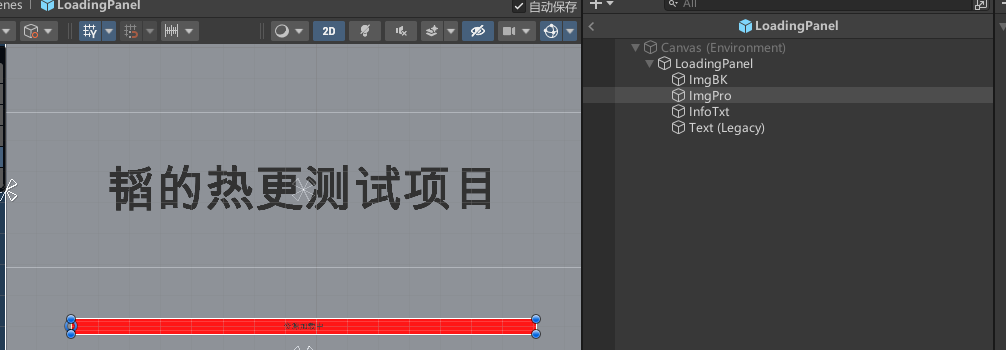 enes
LoadingPanel
自动保存
All
2D
LoadingPanel
Canvas (Environment)
LoadingPanel
ImgBK
ImgPro
InfoTxt
Text (Legacy)
韬的热更测试项目